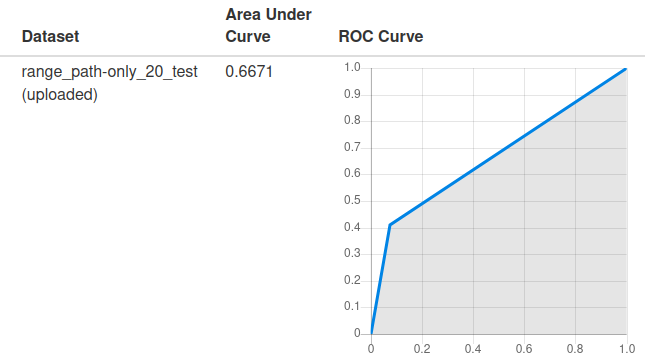 Dataset
Area Under
Curve
ROC Curve
range_path-only_20_test
(uploaded)
0.6671
1.0
0.9
0.8
0.7
0.6
0.5
0.4
0.3
0.2
0.1
0
0 0.2 0.4 0.6 0.8 1.0